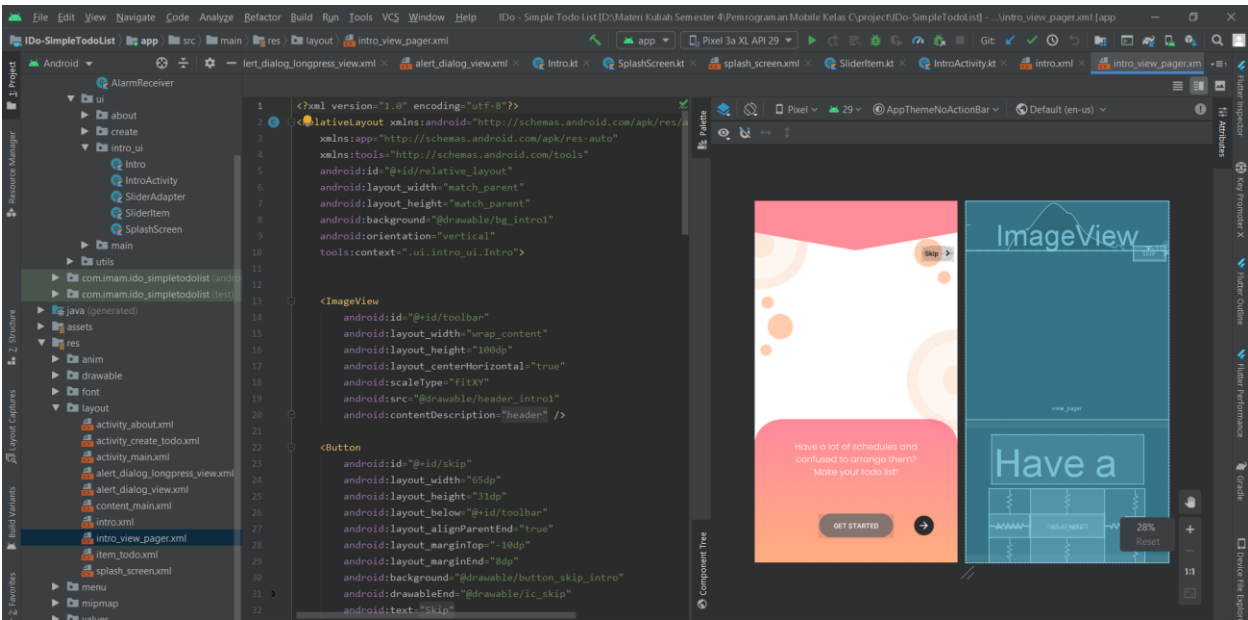 File Edit View Navigate Code Analyze Refactor Build Run Tools VCS Window Help IDo - Simple Todo List [D:\Materi Kuliah Semester 4\Pemrograman Mobile Kelas C\project\IDo-SimpleTodoList] - ...\intro_view_pager.xml [app
IDo-SimpleTodoList app src main res layout intro_view_pager.xml
app Pixel 3a XL API 29 Git:
Android
lert_dialog_longpress_view.xml alert_dialog_view.xml Intro.kt SplashScreen.kt splash_screen.xml SliderItem.kt IntroActivity.kt intro.xml intro_view_pager.xm
1: Project
Resource Manager
Z: Structure
Layout Captures
Build Variants
2: Favorites
AlarmReceiver
ui
about
create
intro_ui
Intro
IntroActivity
SliderAdapter
SliderItem
SplashScreen
main
utils
com.imam.ido_simpletodolist (andro
com.imam.ido_simpletodolist (test)
java (generated)
assets
res
anim
drawable
font
layout
activity_about.xml
activity_create_todo.xml
activity_main.xml
alert_dialog_longpress_view.xml
alert_dialog_view.xml
content_main.xml
intro.xml
intro_view_pager.xml
item_todo.xml
splash_screen.xml
menu
mipmap
values
1 <?xml version="1.0" encoding="utf-8"?>
2 <RelativeLayout xmlns:android="http://schemas.android.com/apk/res/a
3 xmlns:app="http://schemas.android.com/apk/res-auto"
4 xmlns:tools="http://schemas.android.com/tools"
5 android:id="@+id/relative_layout"
6 android:layout_width="match_parent"
7 android:layout_height="match_parent"
8 android:background="@drawable/bg_intro1"
9 android:orientation="vertical"
10 tools:context=".ui.intro_ui.Intro">
11
12
13 <ImageView
14 android:id="@+id/toolbar"
15 android:layout_width="wrap_content"
16 android:layout_height="100dp"
17 android:layout_centerHorizontal="true"
18 android:scaleType="fitXY"
19 android:src="@drawable/header_intro1"
20 android:contentDescription="header" />
21
22 <Button
23 android:id="@+id/skip"
24 android:layout_width="65dp"
25 android:layout_height="31dp"
26 android:layout_below="@+id/toolbar"
27 android:layout_alignParentEnd="true"
28 android:layout_marginTop="-10dp"
29 android:layout_marginEnd="8dp"
30 android:background="@drawable/button_skip_intro"
31 android:drawableEnd="@drawable/ic_skip"
32 android:text="Skip"
Palette
Component Tree
Pixel 29 AppThemeNoActionBar Default (en-us)
Skip
Have a lot of schedules and
confused to arrange them?
Make your todo list!
GET STARTED
ImageView
SKIP
view_pager
Have a
28%
Reset
1:1
Attributes
Flutter Inspector
Key Promoter X
Flutter Outline
Flutter Performance
Gradle
Device File Explor